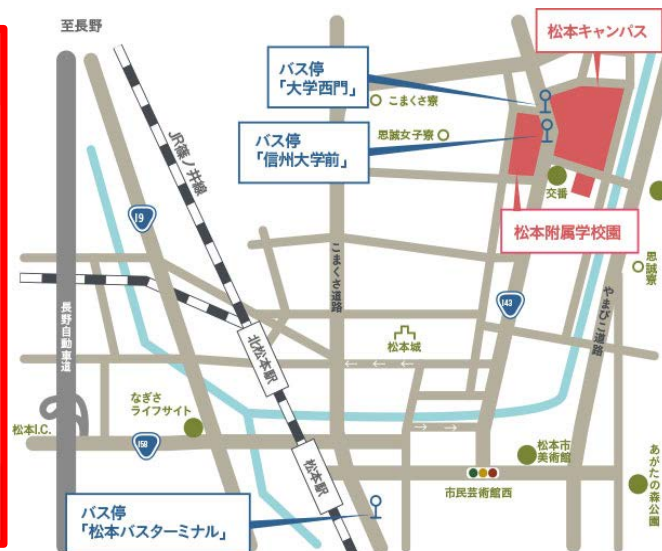 至長野
松本キャンパス
バス停
「大学西門」
こまくさ寮
思誠女子寮
バス停
「信州大学前」
JR篠ノ井線
交番
松本附属学校園
19
こまくさ道路
思誠寮
143
やまびこ道路
長野自動車道
松本城
北松本駅
なぎさ
ライフサイト
松本I.C.
158
松本駅
松本市
美術館
市民芸術館西
あがたの森公園
バス停
「松本バスターミナル」